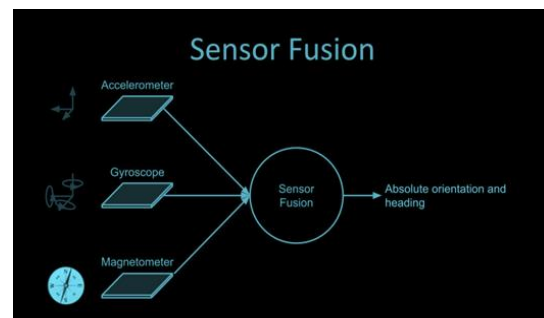 Sensor Fusion
Accelerometer
Gyroscope
Sensor
Fusion
Absolute orientation and
heading
Magnetometer